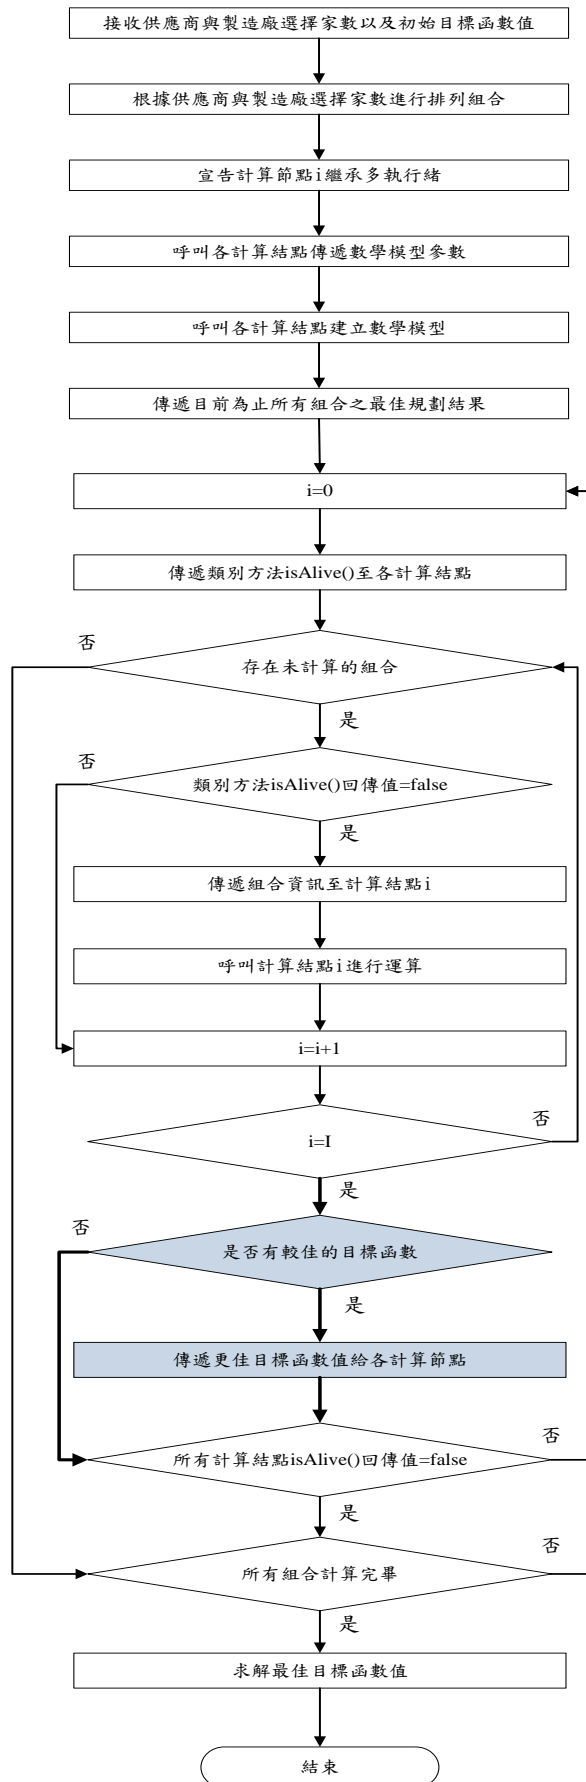 接收供應商與製造廠選擇家數以及初始目標函數值
根據供應商與製造廠選擇家數進行排列組合
宣告計算節點i繼承多執行緒
呼叫各計算結點傳遞數學模型參數
呼叫各計算結點建立數學模型
傳遞目前為止所有組合之最佳規劃結果
i=0
傳遞類別方法isAlive()至各計算結點
否
存在未計算的組合
是
否
類別方法isAlive()回傳值=false
是
傳遞組合資訊至計算結點i
呼叫計算結點i進行運算
i=i+1
否
i=I
是
否
是否有較佳的目標函數
是
傳遞更佳目標函數值給各計算節點
否
所有計算結點isAlive()回傳值=false
是
否
所有組合計算完畢
是
求解最佳目標函數值
結束